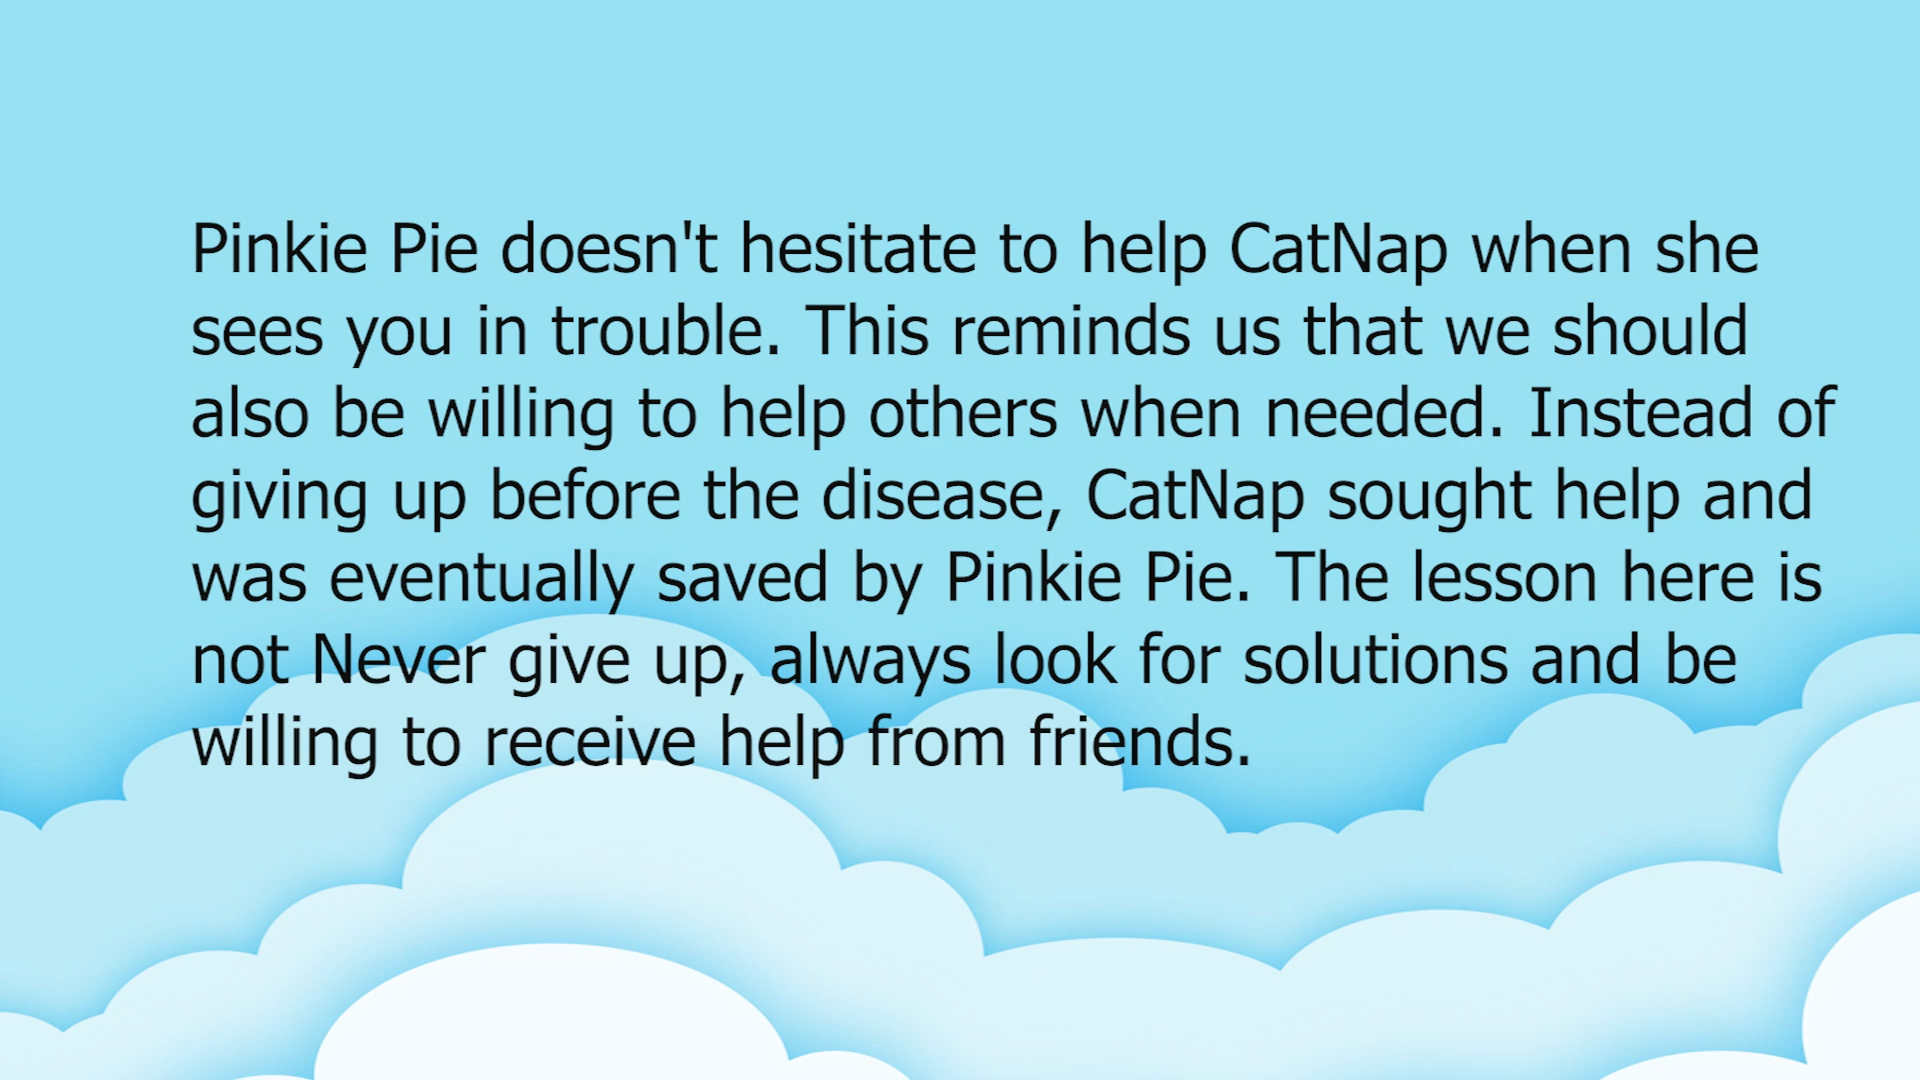 Pinkie Pie doesn't hesitate to help CatNap when she
sees you in trouble. This reminds us that we should
also be willing to help others when needed. Instead of
giving up before the disease, CatNap sought help and
was eventually saved by Pinkie Pie. The lesson here is
not Never give up, always look for solutions and be
willing to receive help from friends.